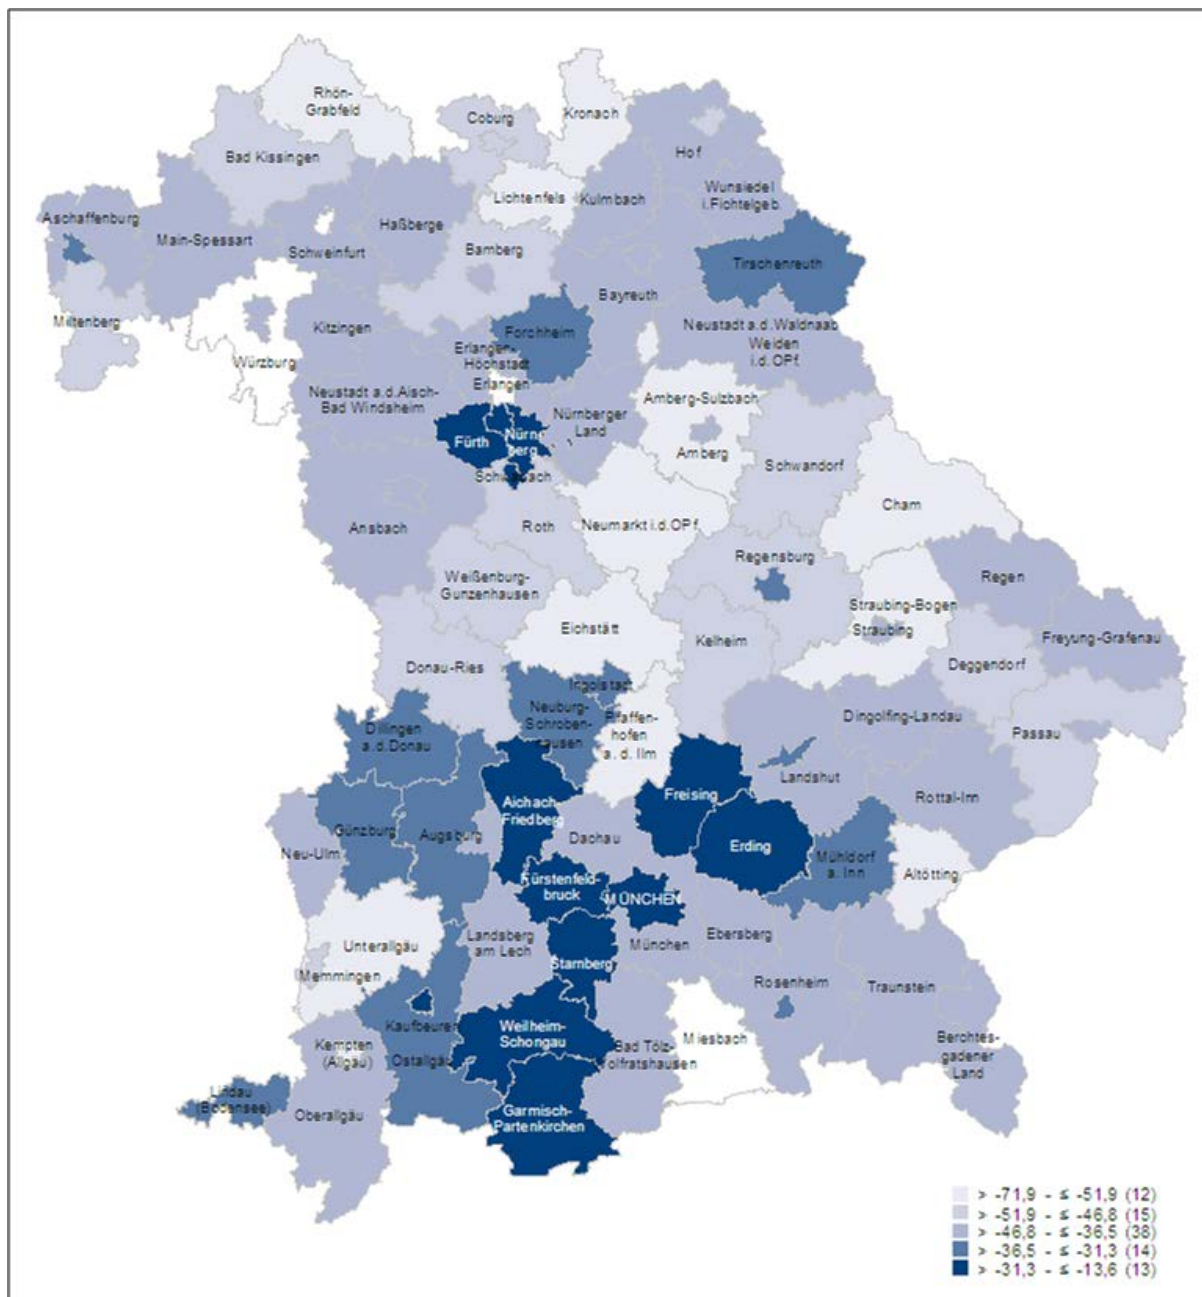 Rhön-
Grabfeld
Kronach
Coburg
Bad Kissingen
Hof
Lichtenfels
Kulmbach
Wunsiedel
i.Fichtelgeb.
Aschaffenburg
Main-Spessart
Haßberge
Schweinfurt
Bamberg
Tirschenreuth
Bayreuth
Miltenberg
Kitzingen
Forchheim
Neustadt a.d.Waldnaab
Weiden
i.d.OPf.
Würzburg
Erlangen-
Höchstadt
Erlangen
Neustadt a.d.Aisch-
Bad Windsheim
Nürnberger
Land
Amberg-Sulzbach
Amberg
Fürth
Nürn-
berg
Schwabach
Schwandorf
Cham
Ansbach
Roth
Neumarkt i.d.OPf.
Regensburg
Weißenburg-
Gunzenhausen
Regen
Straubing-Bogen
Straubing
Eichstätt
Kelheim
Freyung-Grafenau
Donau-Ries
Deggendorf
Ingolstadt
Neuburg-
Schroben-
hausen
Pfaffen-
hofen
a. d. Ilm
Dingolfing-Landau
Dillingen
a.d.Donau
Passau
Landshut
Aichach-
Friedberg
Freising
Rottal-Inn
Günzburg
Augsburg
Dachau
Erding
Neu-Ulm
Mühldorf
a. Inn
Altötting
Fürstenfeld-
bruck
MÜNCHEN
Unterallgäu
Landsberg
am Lech
München
Ebersberg
Memmingen
Starnberg
Rosenheim
Traunstein
Kaufbeuren
Weilheim-
Schongau
Miesbach
Kempten
(Allgäu)
Ostallgäu
Bad Tölz-
Wolfratshausen
Berchtes-
gadener
Land
Lindau
(Bodensee)
Oberallgäu
Garmisch-
Partenkirchen
> -71,9 - ≤ -51,9 (12)
> -51,9 - ≤ -46,8 (15)
> -46,8 - ≤ -36,5 (38)
> -36,5 - ≤ -31,3 (14)
> -31,3 - ≤ -13,6 (13)